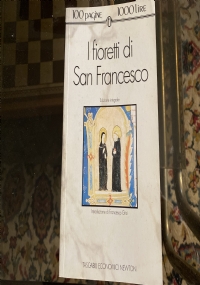 100 pagine 1000 lire
I fioretti di
San Francesco
TASCABILI ECONOMICI NEWTON